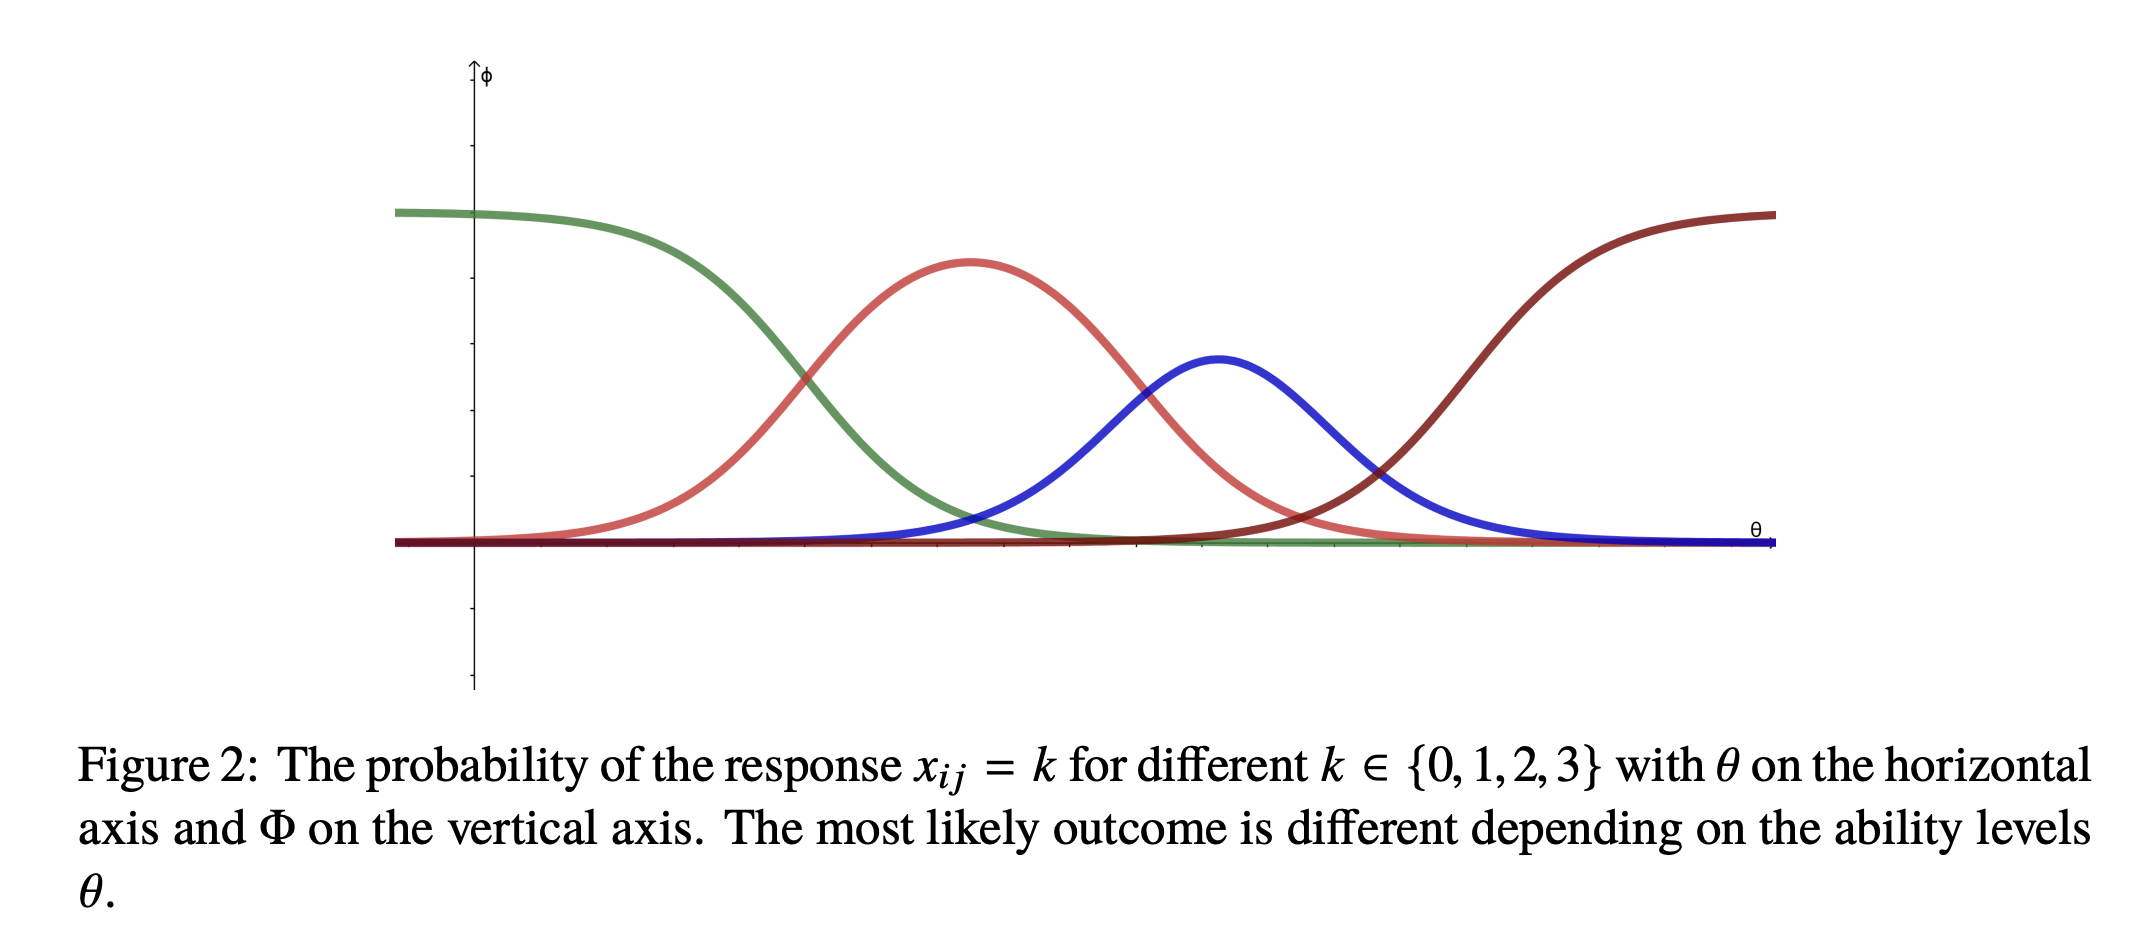 ϕ
θ
Figure 2: The probability of the response xij = k for different k ∈ {0, 1, 2, 3} with θ on the horizontal
axis and Φ on the vertical axis. The most likely outcome is different depending on the ability levels
θ.